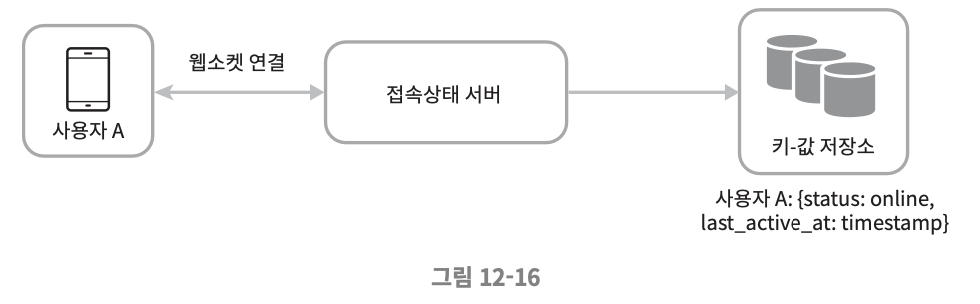 웹소켓 연결
사용자 A
접속상태 서버
키-값 저장소
사용자 A: {status: online,
last_active_at: timestamp}
그림 12-16